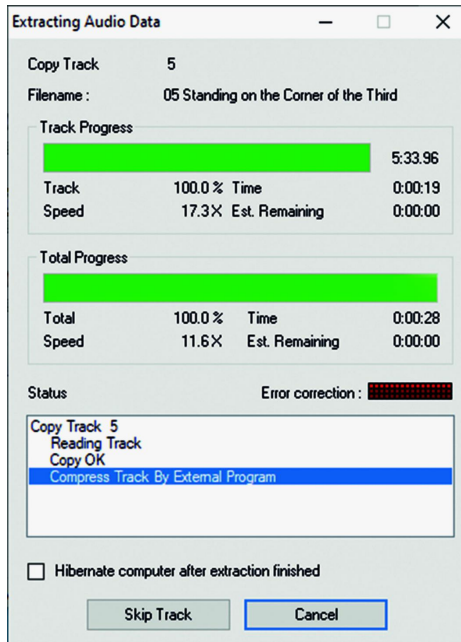 Extracting Audio Data
Copy Track 5
Filename : 05 Standing on the Corner of the Third
Track Progress
5:33.96
Track 100.0 % Time 0:00:19
Speed 17.3X Est. Remaining 0:00:00
Total Progress
Total 100.0 % Time 0:00:28
Speed 11.6X Est. Remaining 0:00:00
Status Error correction :
Copy Track 5
Reading Track
Copy OK
Compress Track By External Program
Hibernate computer after extraction finished
Skip Track Cancel